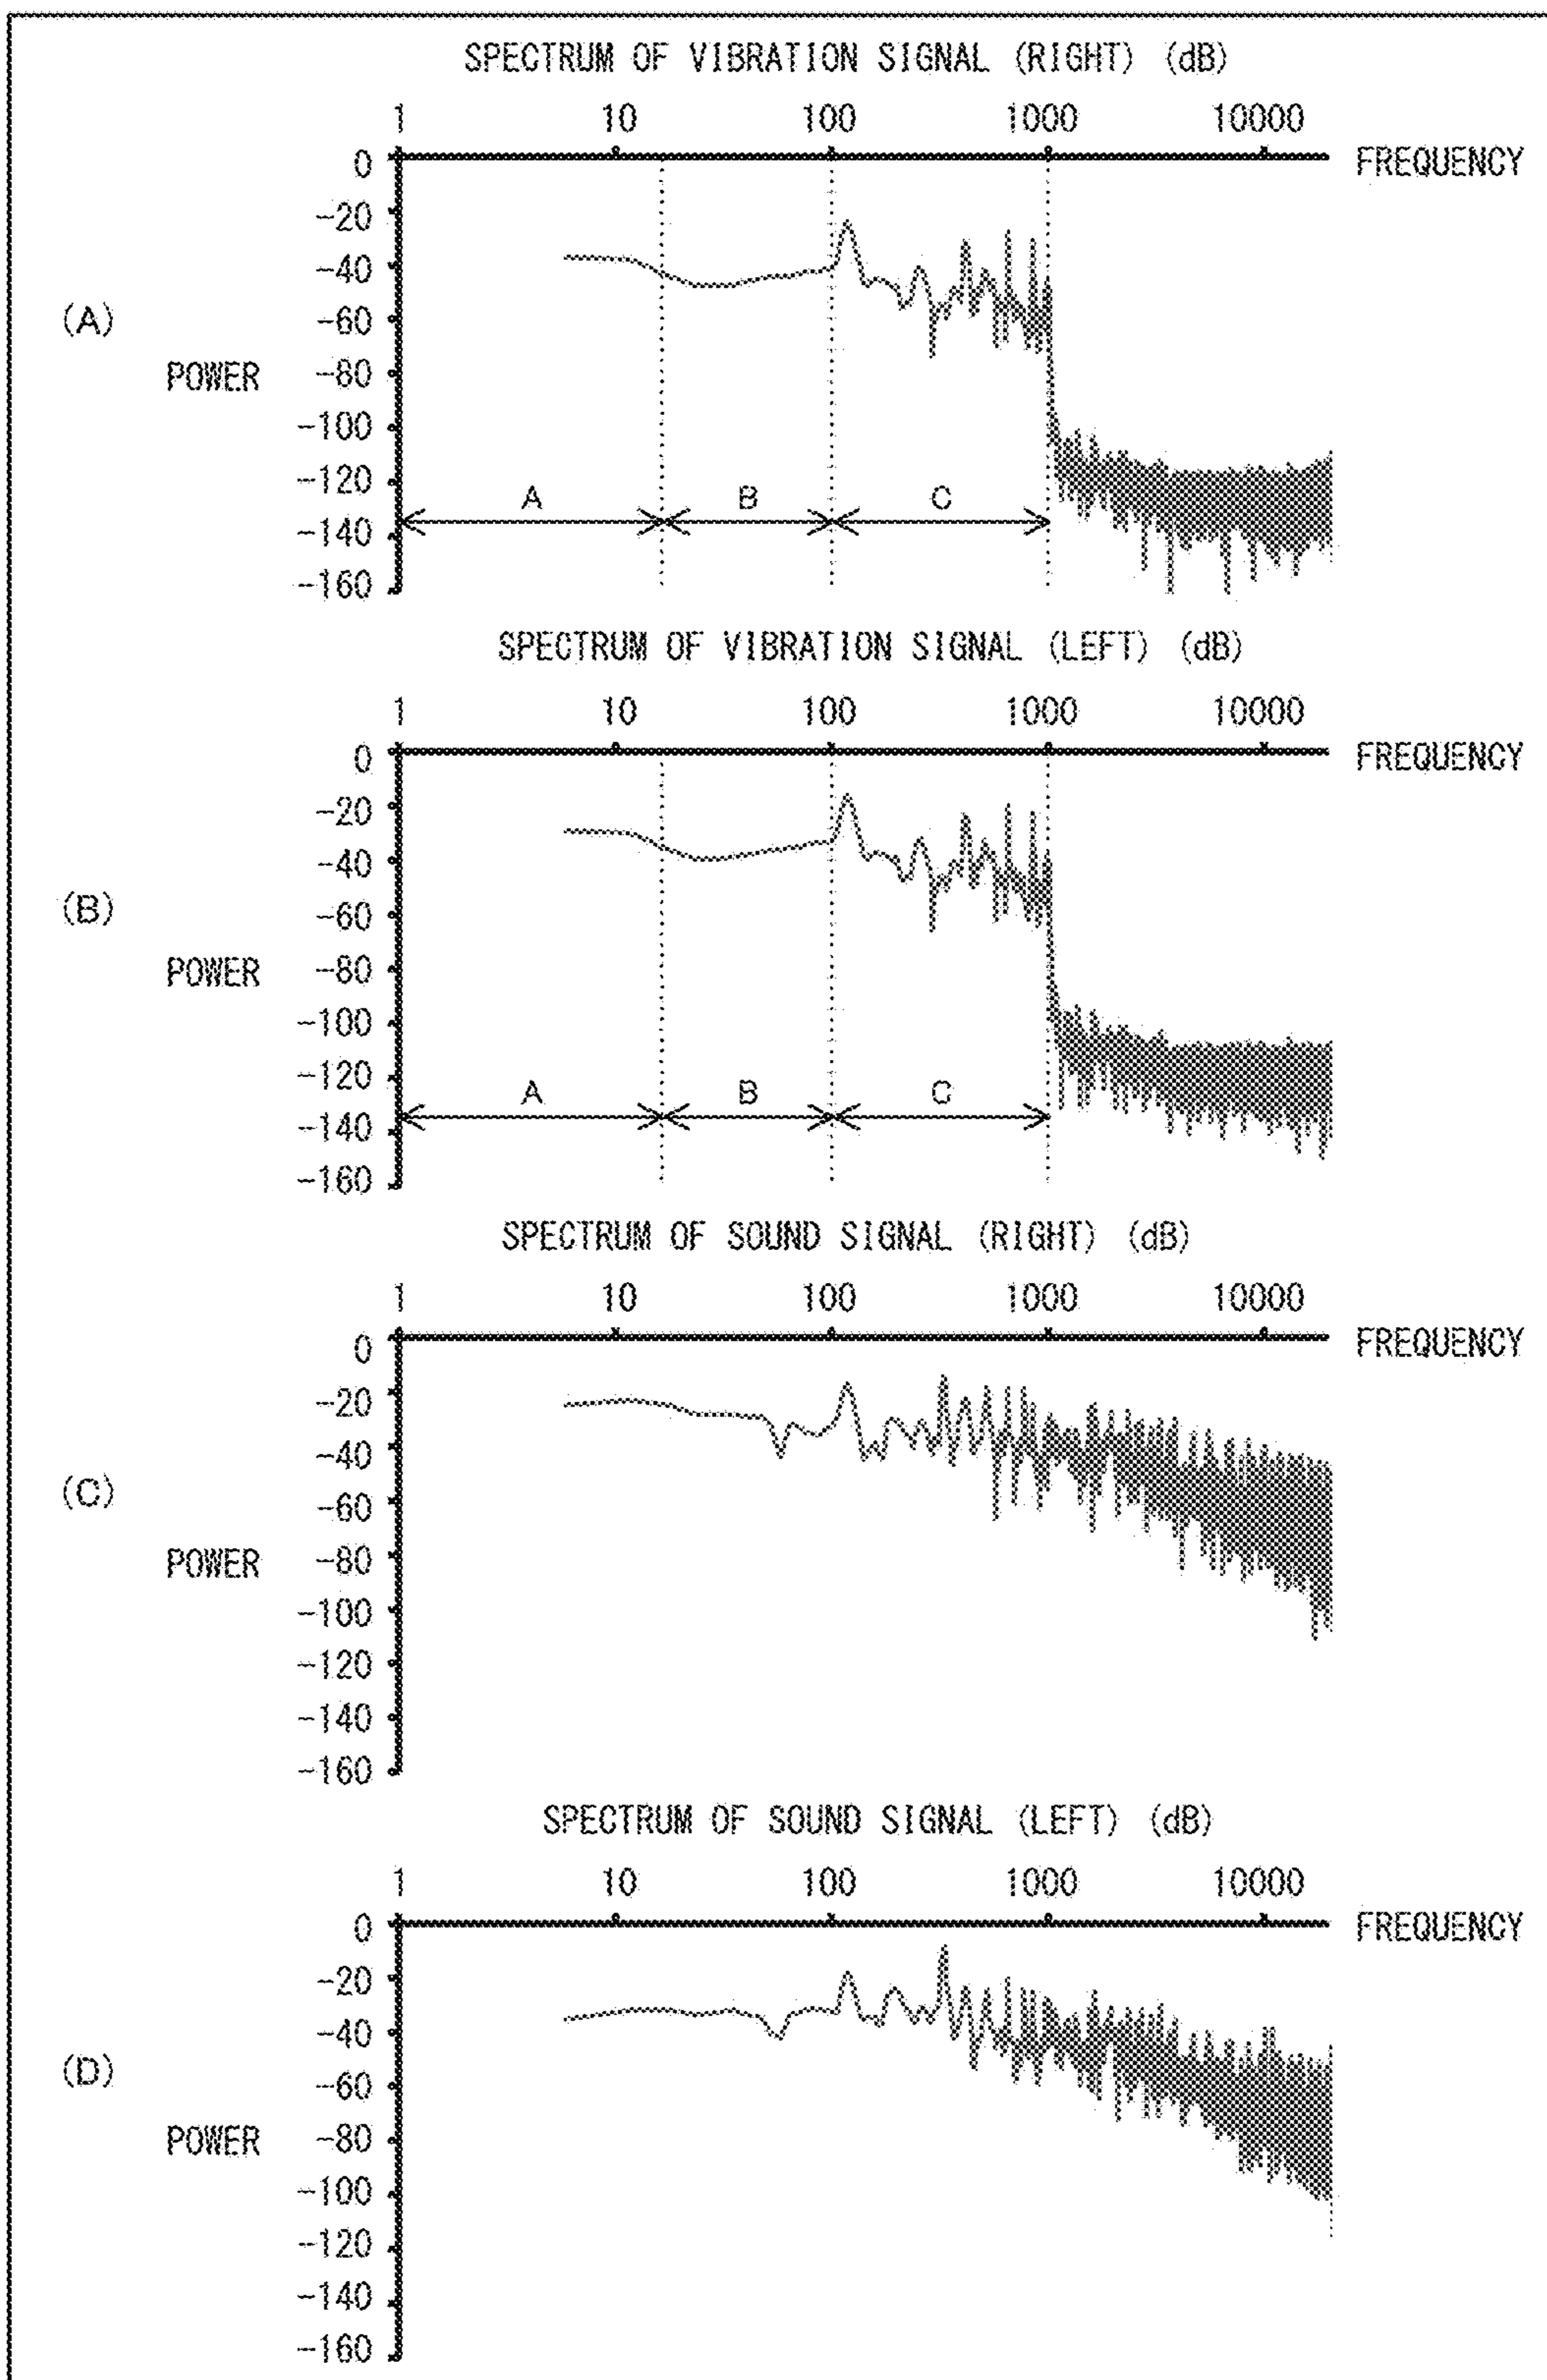 SPECTRUM OF VIBRATION SIGNAL (RIGHT) (dB)
1 10 100 1000 10000
0 FREQUENCY
-20
-40
(A) -60
POWER -80
-100
-120
A B C
-140
-160
SPECTRUM OF VIBRATION SIGNAL (LEFT) (dB)
1 10 100 1000 10000
0 FREQUENCY
-20
-40
(B) -60
POWER -80
-100
-120
A B C
-140
-160
SPECTRUM OF SOUND SIGNAL (RIGHT) (dB)
1 10 100 1000 10000
0 FREQUENCY
-20
-40
(C) -60
POWER -80
-100
-120
-140
-160
SPECTRUM OF SOUND SIGNAL (LEFT) (dB)
1 10 100 1000 10000
0 FREQUENCY
-20
-40
(D) -60
POWER -80
-100
-120
-140
-160